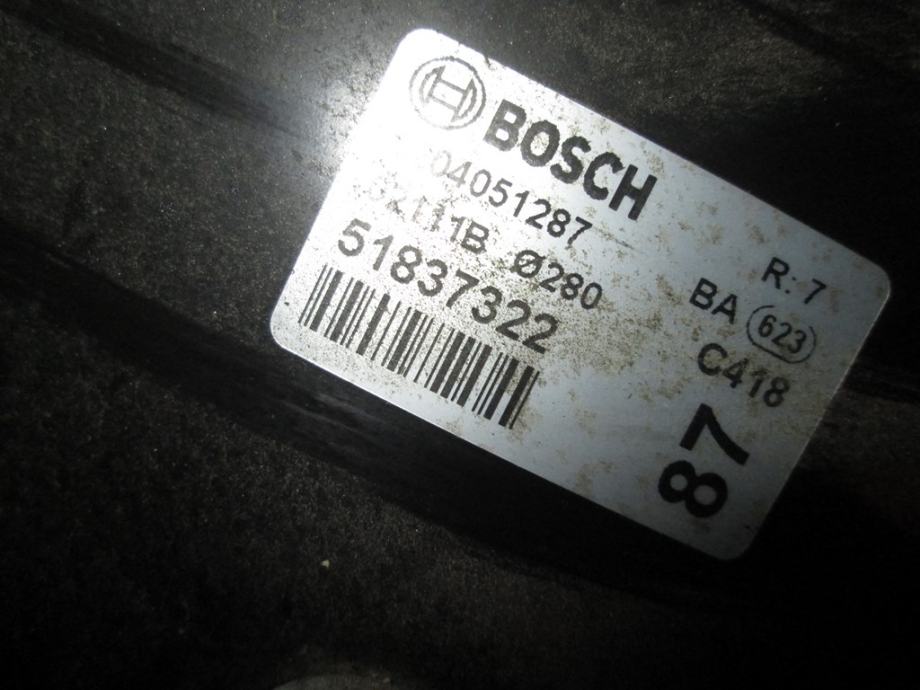 BOSCH
04051287 R: 7
Ø280 BA 623
51837322 C418
87